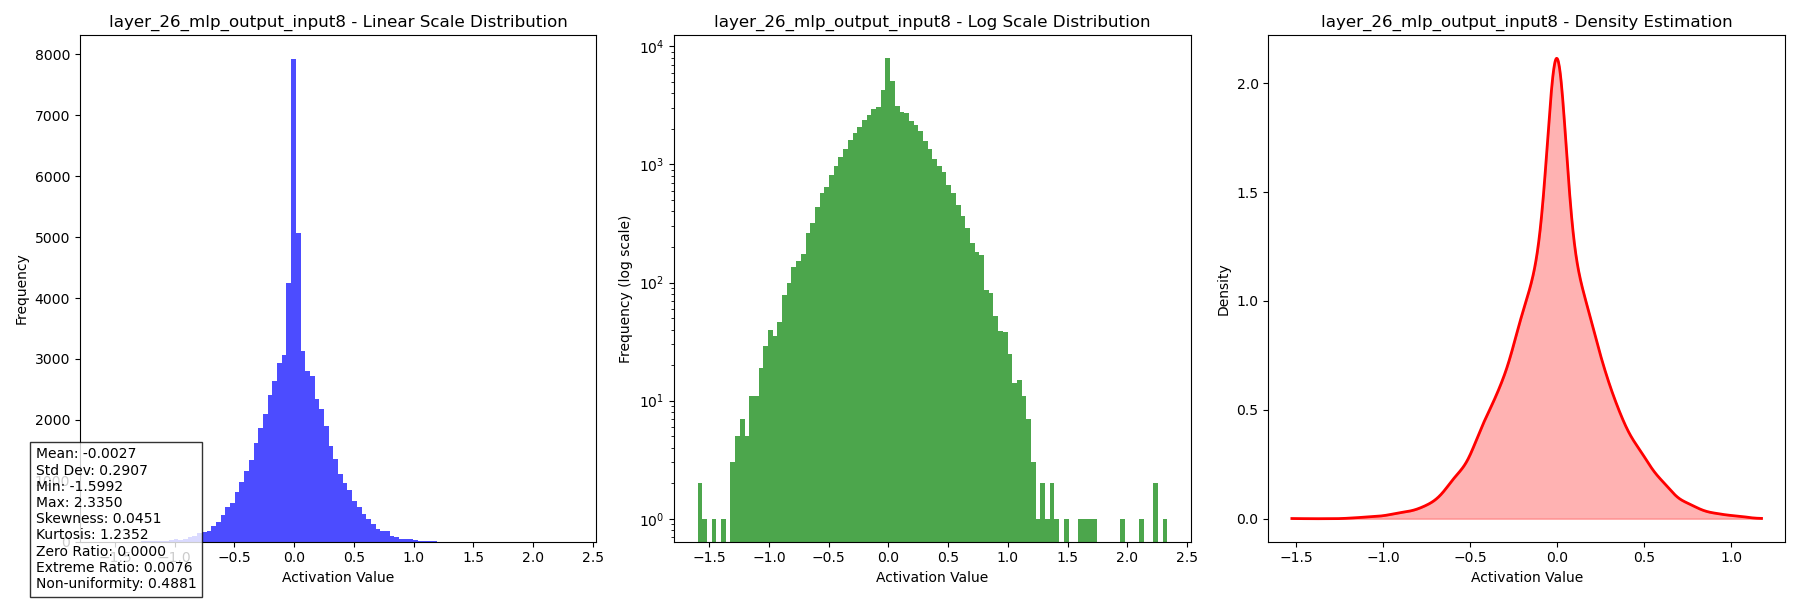 layer_26_mlp_output_input8 - Linear Scale Distribution
8000
7000
6000
5000
4000
3000
2000
1000
0
Frequency
−1.0
−0.5
0.0
0.5
1.0
1.5
2.0
2.5
Activation Value
Mean: -0.0027
Std Dev: 0.2907
Min: -1.5992
Max: 2.3350
Skewness: 0.0451
Kurtosis: 1.2352
Zero Ratio: 0.0000
Extreme Ratio: 0.0076
Non-uniformity: 0.4881
layer_26_mlp_output_input8 - Log Scale Distribution
10⁴
10³
10²
10¹
10⁰
Frequency (log scale)
−1.5
−1.0
−0.5
0.0
0.5
1.0
1.5
2.0
2.5
Activation Value
layer_26_mlp_output_input8 - Density Estimation
2.0
1.5
1.0
0.5
0.0
Density
−1.5
−1.0
−0.5
0.0
0.5
1.0
Activation Value